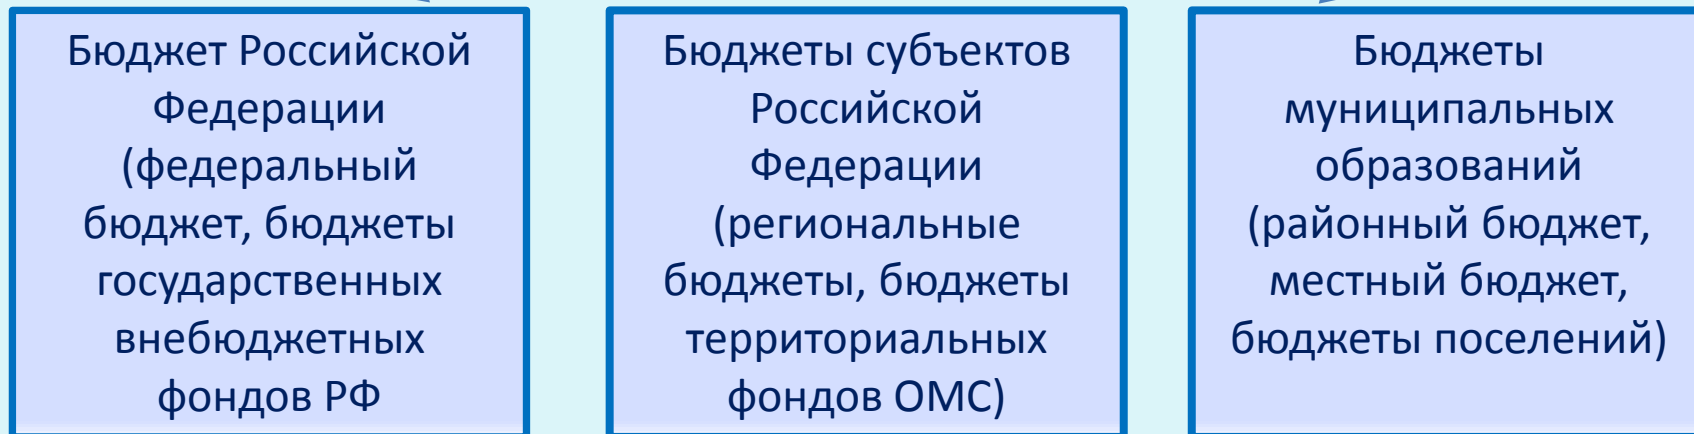 Бюджет Российской
Федерации
(федеральный
бюджет, бюджеты
государственных
внебюджетных
фондов РФ
Бюджеты субъектов
Российской
Федерации
(региональные
бюджеты, бюджеты
территориальных
фондов ОМС)
Бюджеты
муниципальных
образований
(районный бюджет,
местный бюджет,
бюджеты поселений)